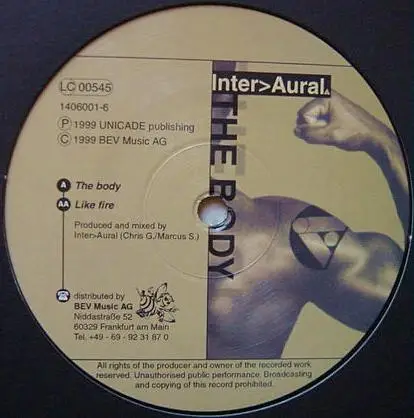 LC 00545
1406001-6
Ⓟ 1999 UNICADE publishing
Ⓒ 1999 BEV Music AG
Inter>Aural
THE BODY
A The body
AA Like fire
Produced and mixed by
Inter>Aural (Chris G./Marcus S.)
distributed by
BEV Music AG
Niddastraße 52
60329 Frankfurt am Main
Tel. +49 - 69 - 92 31 87 0
All rights of the producer and owner of the recorded work
reserved. Unauthorised public performance. Broadcasting
and copying of this record prohibited.